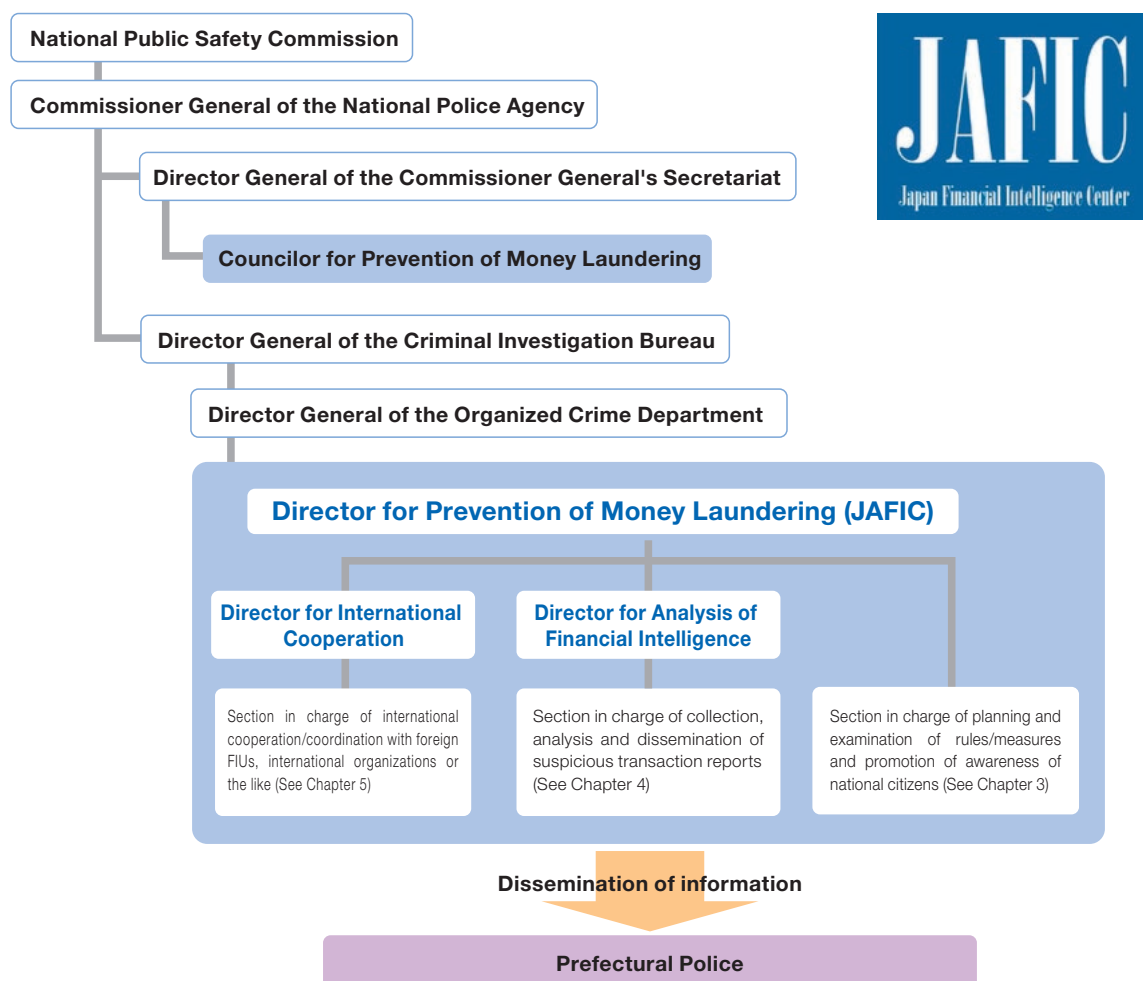 National Public Safety Commission
Commissioner General of the National Police Agency
JAFIC
Japan Financial Intelligence Center
Director General of the Commissioner General's Secretariat
Councilor for Prevention of Money Laundering
Director General of the Criminal Investigation Bureau
Director General of the Organized Crime Department
Director for Prevention of Money Laundering (JAFIC)
Director for International
Cooperation
Director for Analysis of
Financial Intelligence
Section in charge of international
cooperation/coordination with foreign
FIUs, international organizations or
the like (See Chapter 5)
Section in charge of collection,
analysis and dissemination of
suspicious transaction reports
(See Chapter 4)
Section in charge of planning and
examination of rules/measures
and promotion of awareness of
national citizens (See Chapter 3)
Dissemination of information
Prefectural Police